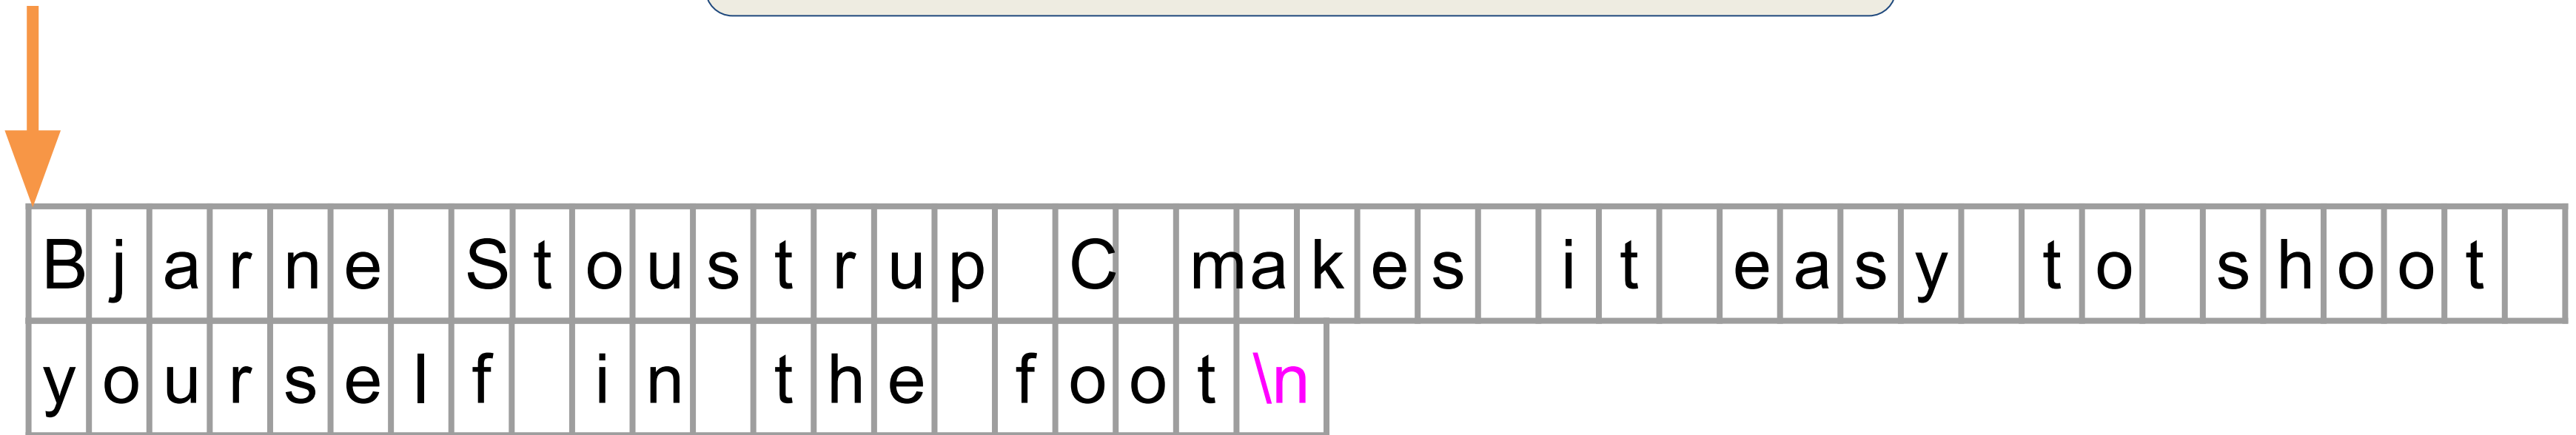 Bjarne Stoustrup C makes it easy to shoot
yourself in the foot\n